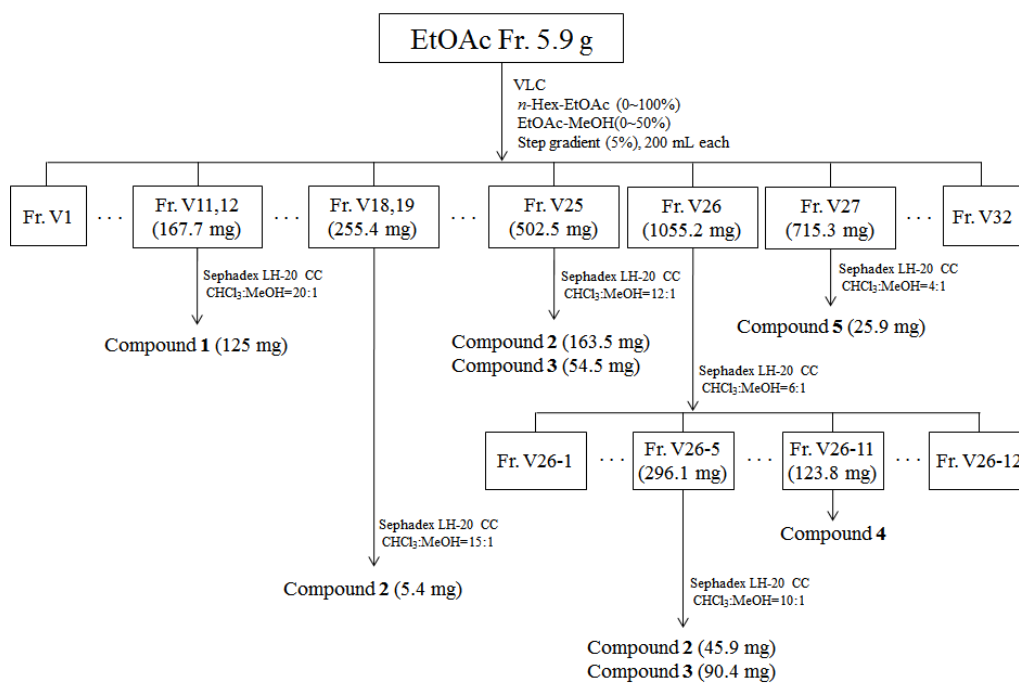 EtOAc Fr. 5.9 g
VLC
n-Hex-EtOAc (0~100%)
EtOAc-MeOH(0~50%)
Step gradient (5%), 200 mL each
Fr. V1
· · ·
Fr. V11,12
(167.7 mg)
· · ·
Fr. V18,19
(255.4 mg)
· · ·
Fr. V25
(502.5 mg)
Fr. V26
(1055.2 mg)
Fr. V27
(715.3 mg)
· · ·
Fr. V32
Sephadex LH-20 CC
CHCl₃:MeOH=20:1
Sephadex LH-20 CC
CHCl₃:MeOH=12:1
Sephadex LH-20 CC
CHCl₃:MeOH=4:1
Compound 1 (125 mg)
Compound 2 (163.5 mg)
Compound 3 (54.5 mg)
Compound 5 (25.9 mg)
Sephadex LH-20 CC
CHCl₃:MeOH=6:1
Fr. V26-1
· · ·
Fr. V26-5
(296.1 mg)
· · ·
Fr. V26-11
(123.8 mg)
· · ·
Fr. V26-12
Sephadex LH-20 CC
CHCl₃:MeOH=15:1
Compound 4
Compound 2 (5.4 mg)
Sephadex LH-20 CC
CHCl₃:MeOH=10:1
Compound 2 (45.9 mg)
Compound 3 (90.4 mg)